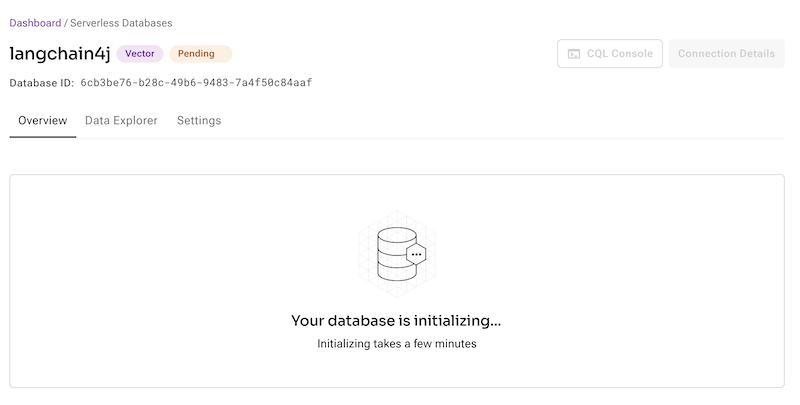 Dashboard / Serverless Databases
langchain4j Vector Pending CQL Console Connection Details
Database ID: 6cb3be76-b28c-49b6-9483-7a4f50c84aaf
Overview Data Explorer Settings
Your database is initializing...
Initializing takes a few minutes